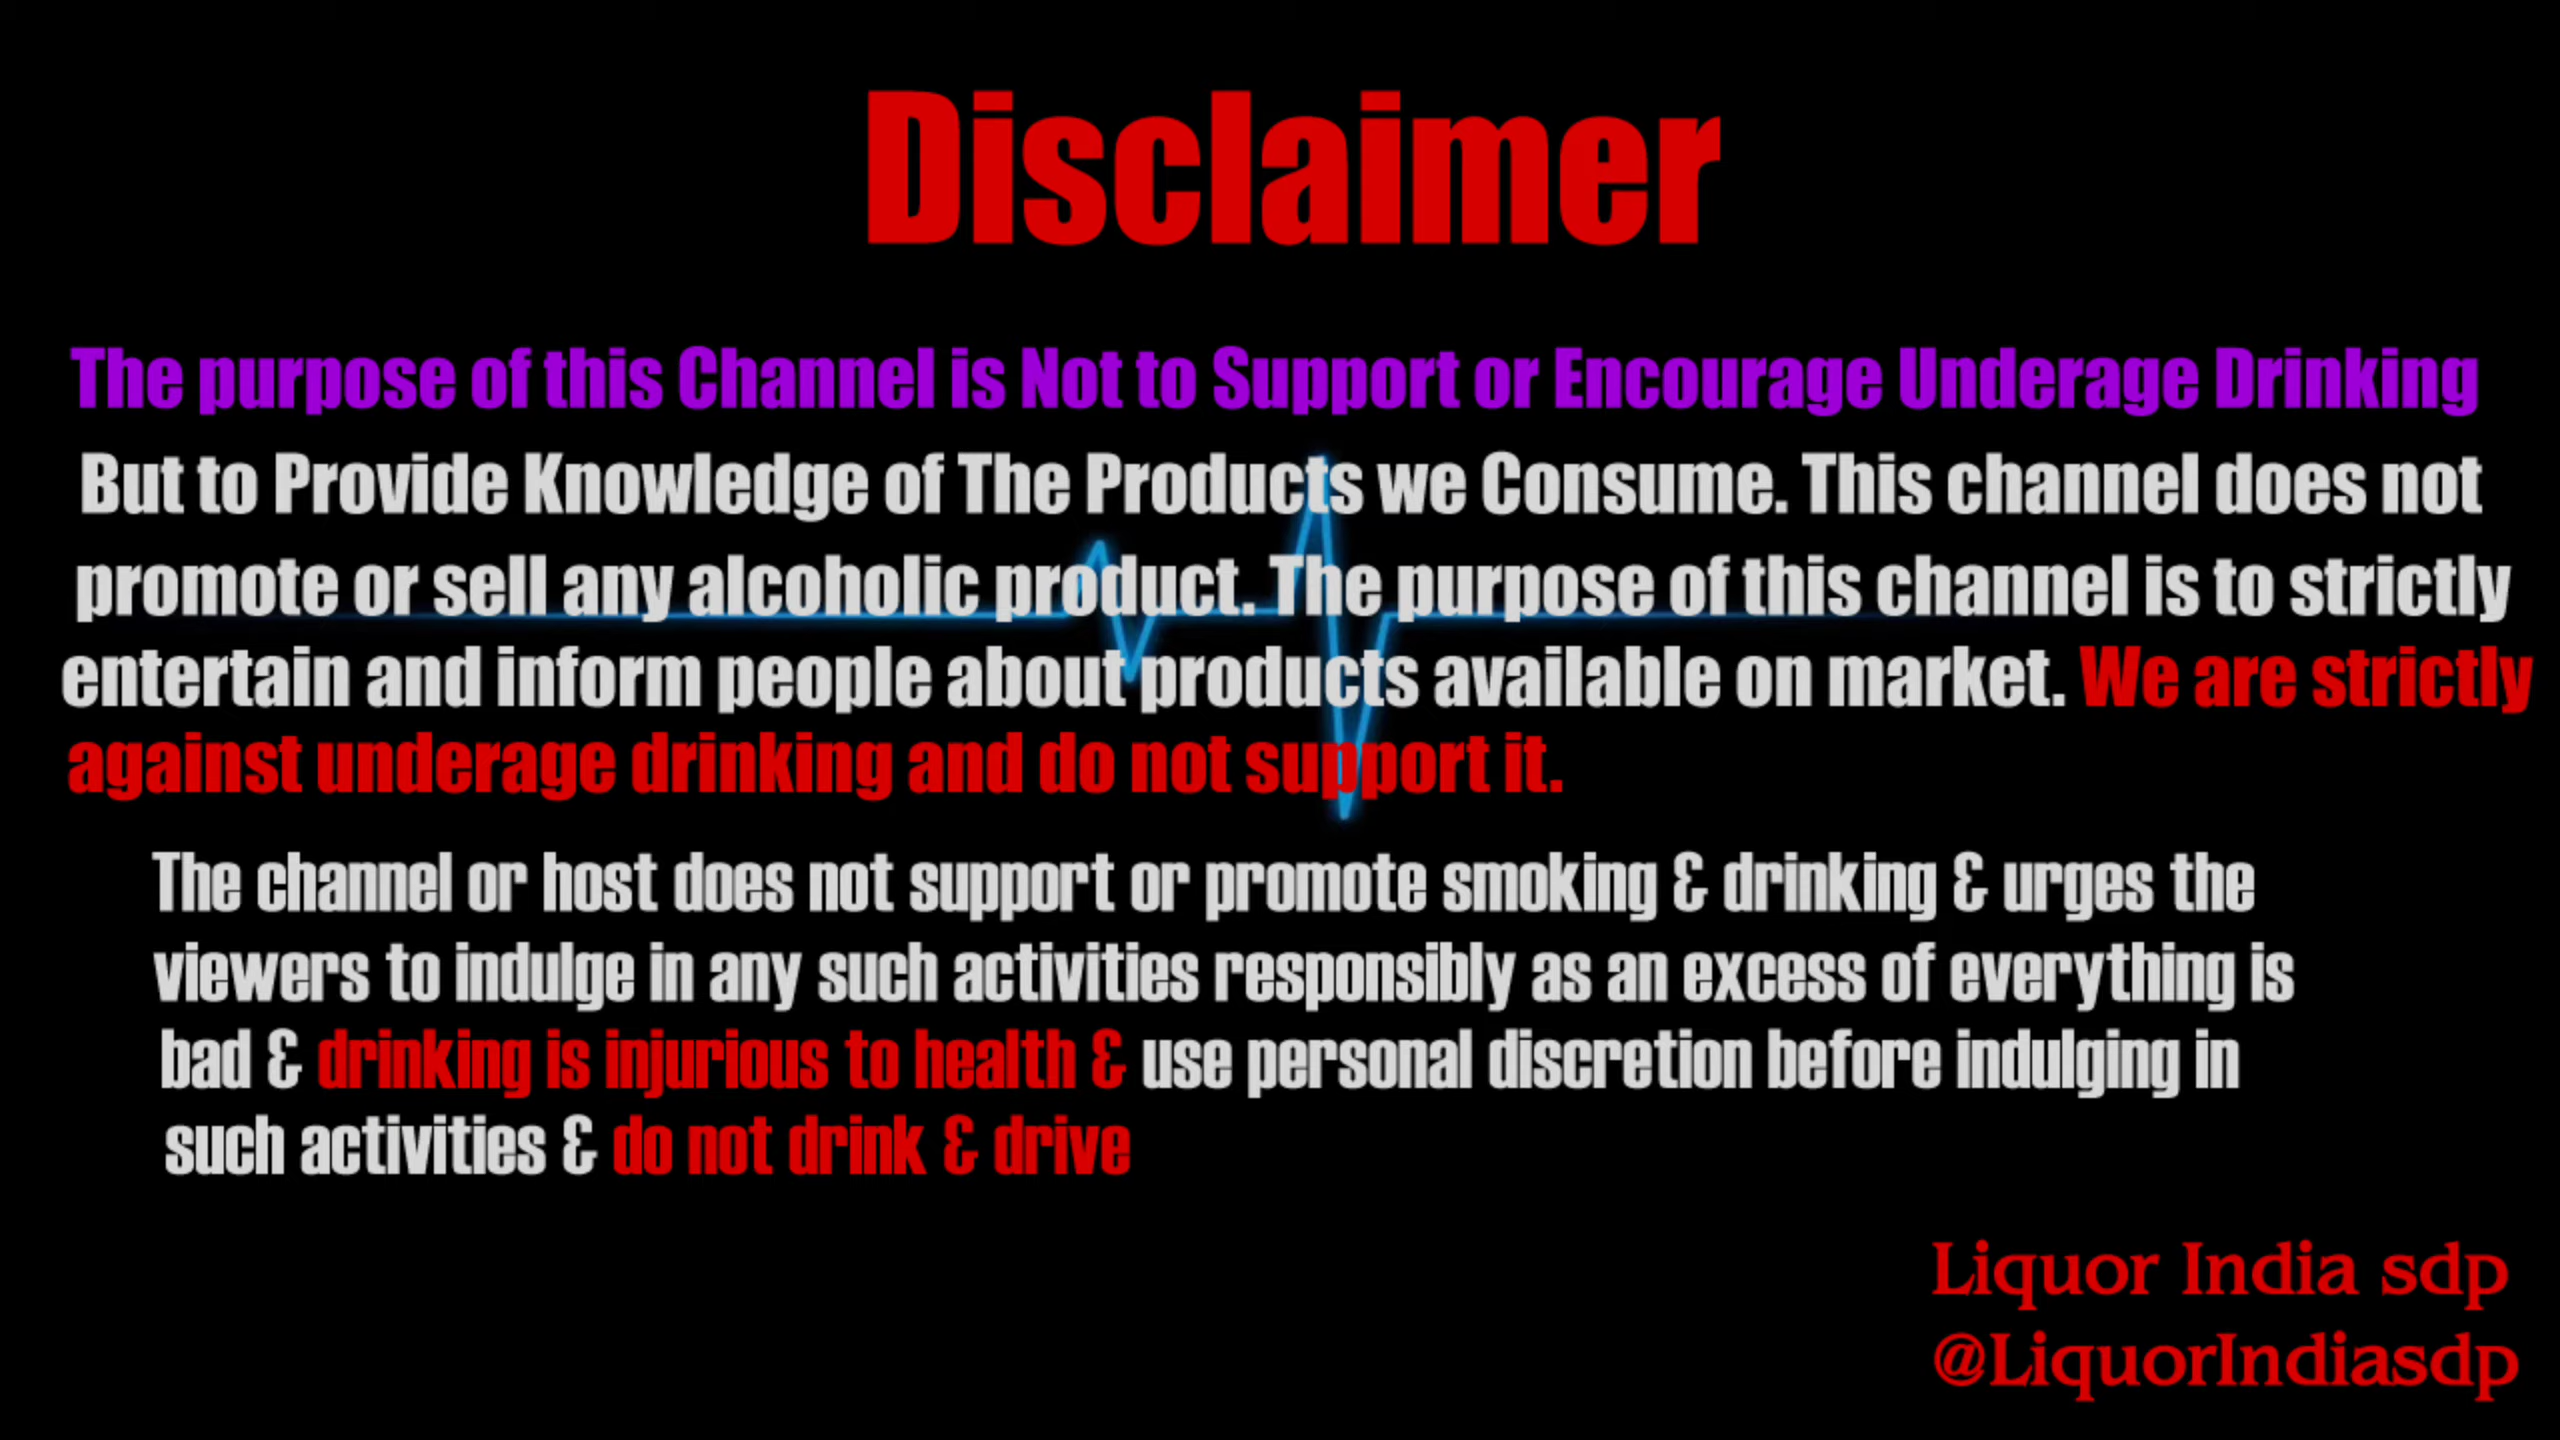 Disclaimer
The purpose of this Channel is Not to Support or Encourage Underage Drinking
But to Provide Knowledge of The Products we Consume. This channel does not
promote or sell any alcoholic product. The purpose of this channel is to strictly
entertain and inform people about products available on market. We are strictly
against underage drinking and do not support it.
The channel or host does not support or promote smoking & drinking & urges the
viewers to indulge in any such activities responsibly as an excess of everything is
bad & drinking is injurious to health & use personal discretion before indulging in
such activities & do not drink & drive
Liquor India sdp
@LiquorIndiasdp